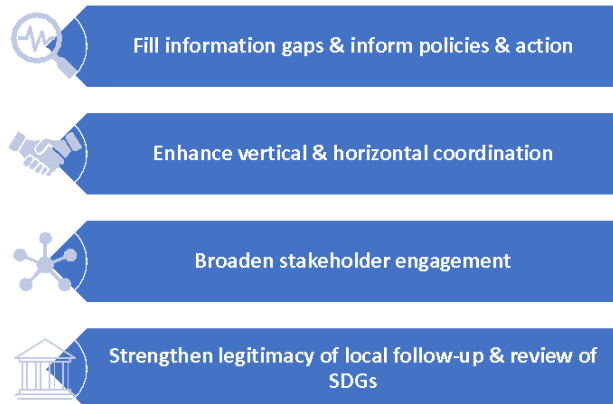 Fill information gaps & inform policies & action
Enhance vertical & horizontal coordination
Broaden stakeholder engagement
Strengthen legitimacy of local follow-up & review of
SDGs